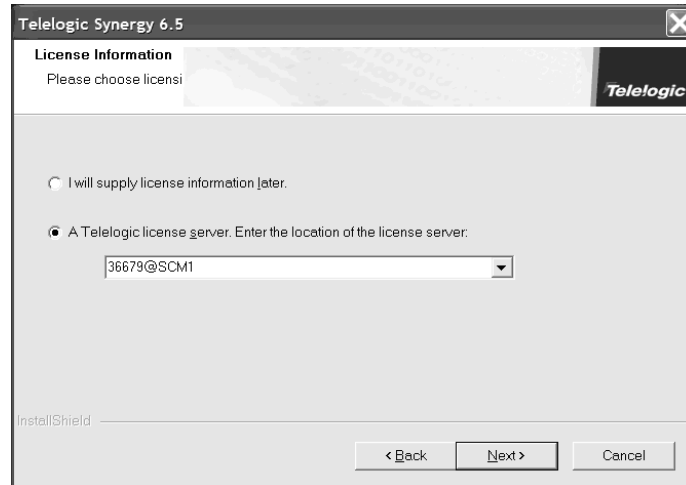 Telelogic Synergy 6.5
License Information
Please choose licensi
Telelogic
I will supply license information later.
A Telelogic license server. Enter the location of the license server:
36679@SCM1
InstallShield
< Back
Next >
Cancel